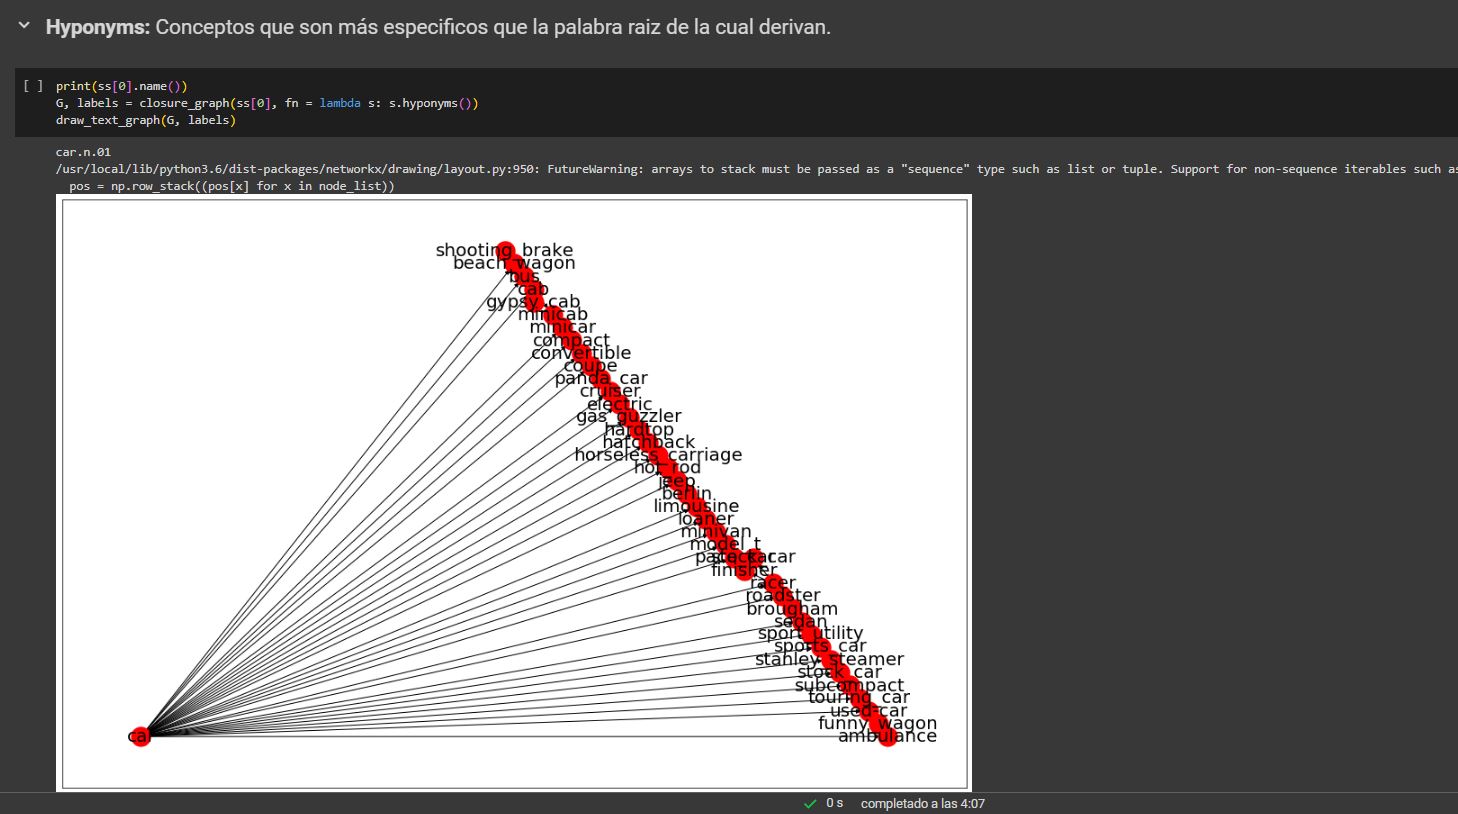 Hyponyms: Conceptos que son más especificos que la palabra raiz de la cual derivan.
[ ] print(ss[0].name())
G, labels = closure_graph(ss[0], fn = lambda s: s.hyponyms())
draw_text_graph(G, labels)
car.n.01
/usr/local/lib/python3.6/dist-packages/networkx/drawing/layout.py:950: FutureWarning: arrays to stack must be passed as a "sequence" type such as list or tuple. Support for non-sequence iterables such as
pos = np.row_stack((pos[x] for x in node_list))
shooting_brake
beach_wagon
bus
cab
gypsy_cab
minicab
minicar
compact
convertible
coupe
panda_car
cruiser
electric
gas_guzzler
hardtop
hatchback
horseless_carriage
hot_rod
jeep
berlin
limousine
loaner
minivan
model_t
finisher
racer
roadster
brougham
sedan
sport_utility
sports_car
stanley_steamer
stock_car
subcompact
touring_car
used-car
funny_wagon
car
ambulance
0 s completado a las 4:07